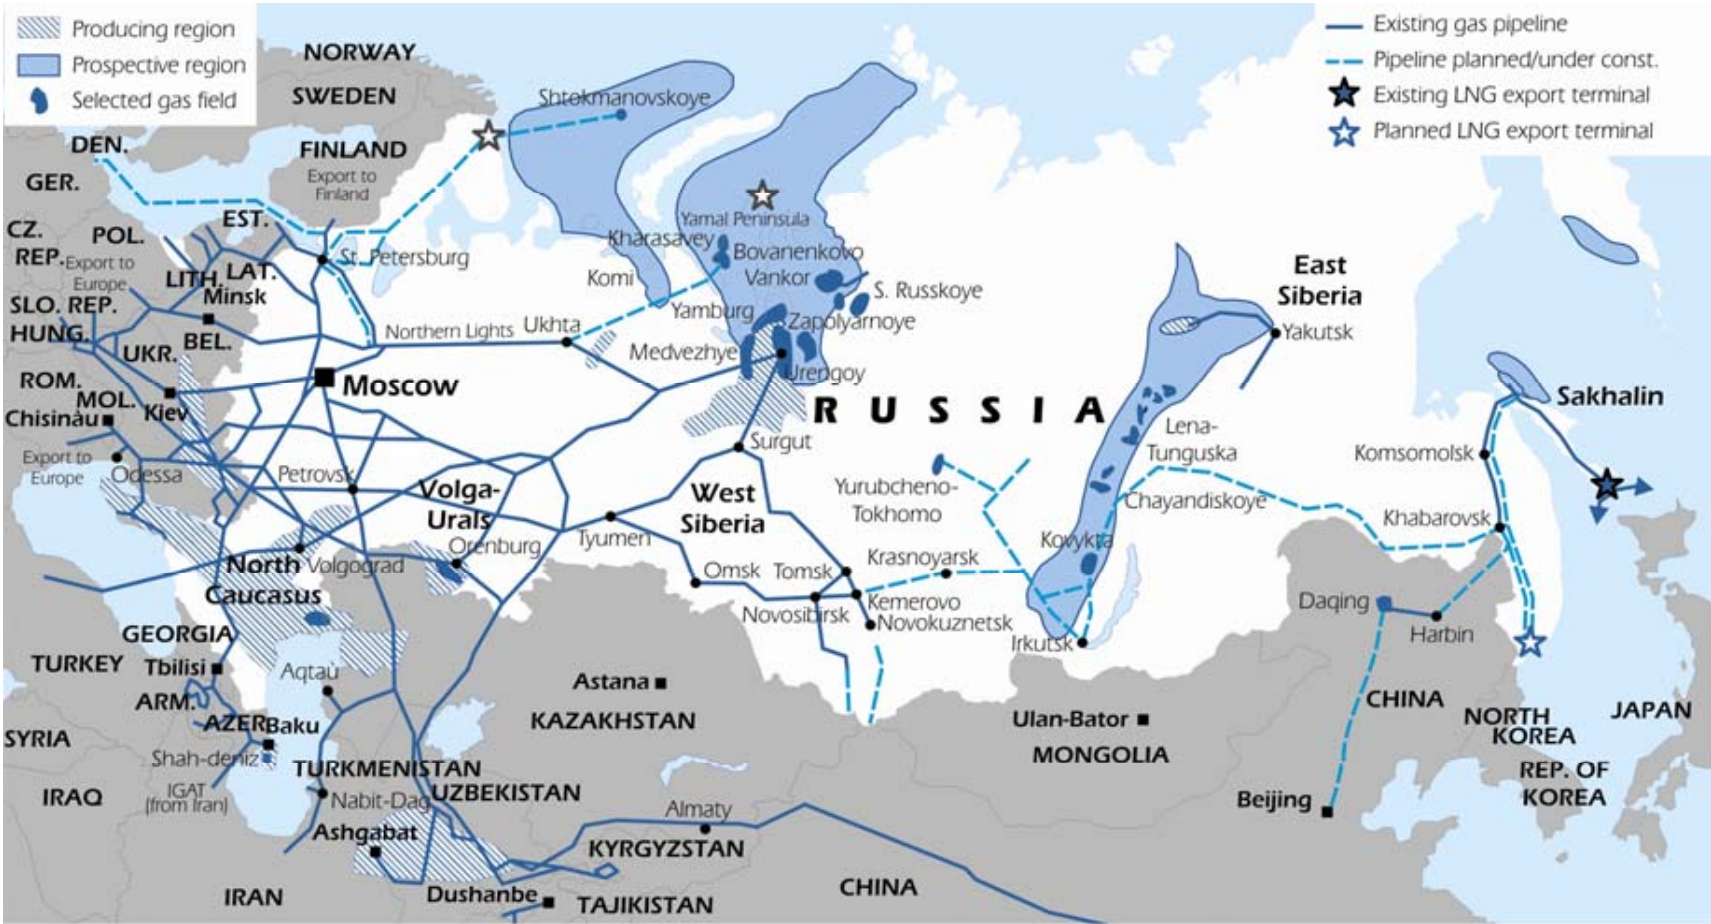 Producing region
Prospective region
Selected gas field
Existing gas pipeline
Pipeline planned/under const.
Existing LNG export terminal
Planned LNG export terminal
NORWAY
SWEDEN
Shtokmanovskoye
DEN.
FINLAND
Export to
Finland
GER.
EST.
Yamal Peninsula
CZ.
REP.
POL.
Export to
Europe
St. Petersburg
Kharasavey
Bovanenkovo
Komi
Vankor
LITH.
LAT.
Minsk
S. Russkoye
East
Siberia
SLO. REP.
HUNG.
Yamburg
Zapolyarnoye
Northern Lights
Ukhta
Yakutsk
UKR.
BEL.
Medvezhye
Urengoy
ROM.
MOL.
Moscow
Chisinàu
Kiev
RUSSIA
Sakhalin
Export to
Europe
Odessa
Surgut
Lena-
Tunguska
Komsomolsk
Petrovsk
Volga-
Urals
West
Siberia
Yurubcheno-
Tokhomo
Chayandiskoye
Khabarovsk
Tyumen
Orenburg
Kovykta
North
Caucasus
Volgograd
Omsk
Tomsk
Krasnoyarsk
Novosibirsk
Kemerovo
Novokuznetsk
Irkutsk
Daqing
Harbin
GEORGIA
TURKEY
Tbilisi
Aqtaù
Astana
KAZAKHSTAN
Ulan-Bator
MONGOLIA
CHINA
NORTH
KOREA
JAPAN
ARM.
AZER.
Baku
SYRIA
Shah-deniz
IGAT
(from Iran)
TURKMENISTAN
UZBEKISTAN
IRAQ
Nabit-Dag
Ashgabat
Almaty
KYRGYZSTAN
Beijing
REP. OF
KOREA
IRAN
Dushanbe
TAJIKISTAN
CHINA